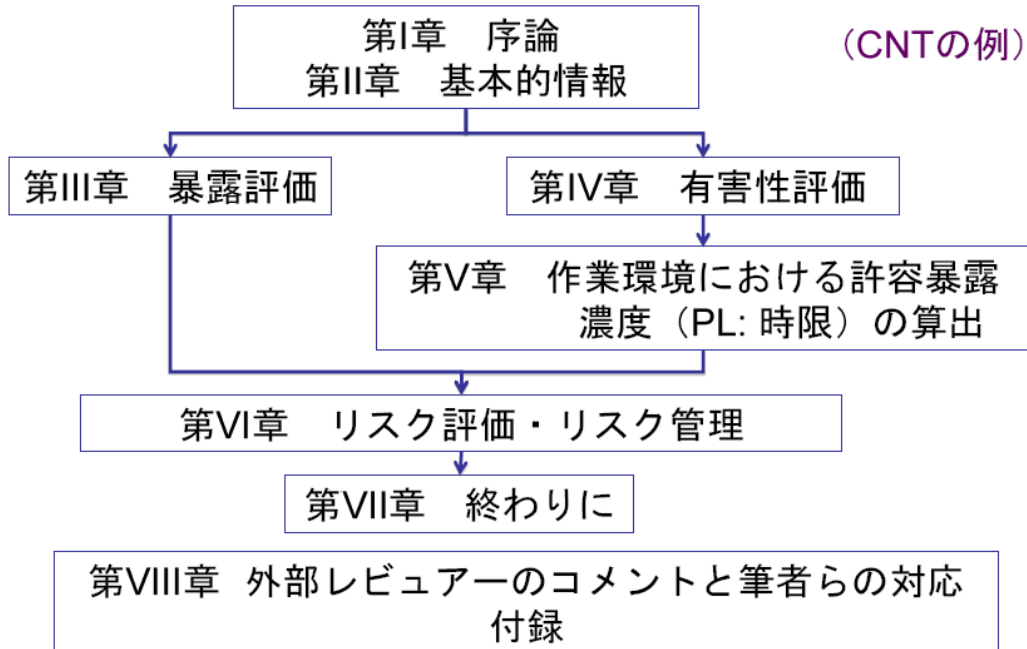 第I章　序論
第II章　基本的情報
（CNTの例）
第III章　暴露評価
第IV章　有害性評価
第V章　作業環境における許容暴露
濃度（PL: 時限）の算出
第VI章　リスク評価・リスク管理
第VII章　終わりに
第VIII章 外部レビュアーのコメントと筆者らの対応
付録